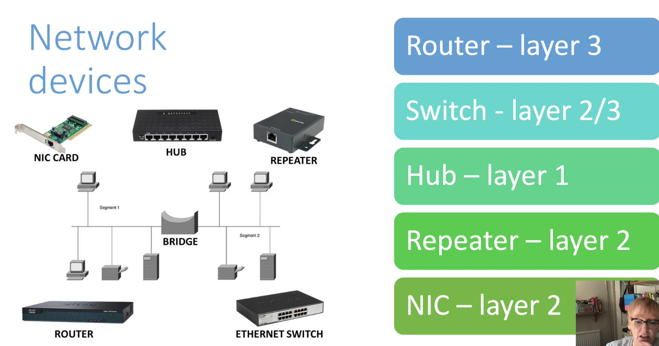 Network
devices
NIC CARD
HUB
REPEATER
Segment 1
BRIDGE
Segment 2
ROUTER
ETHERNET SWITCH
Router – layer 3
Switch - layer 2/3
Hub – layer 1
Repeater – layer 2
NIC – layer 2